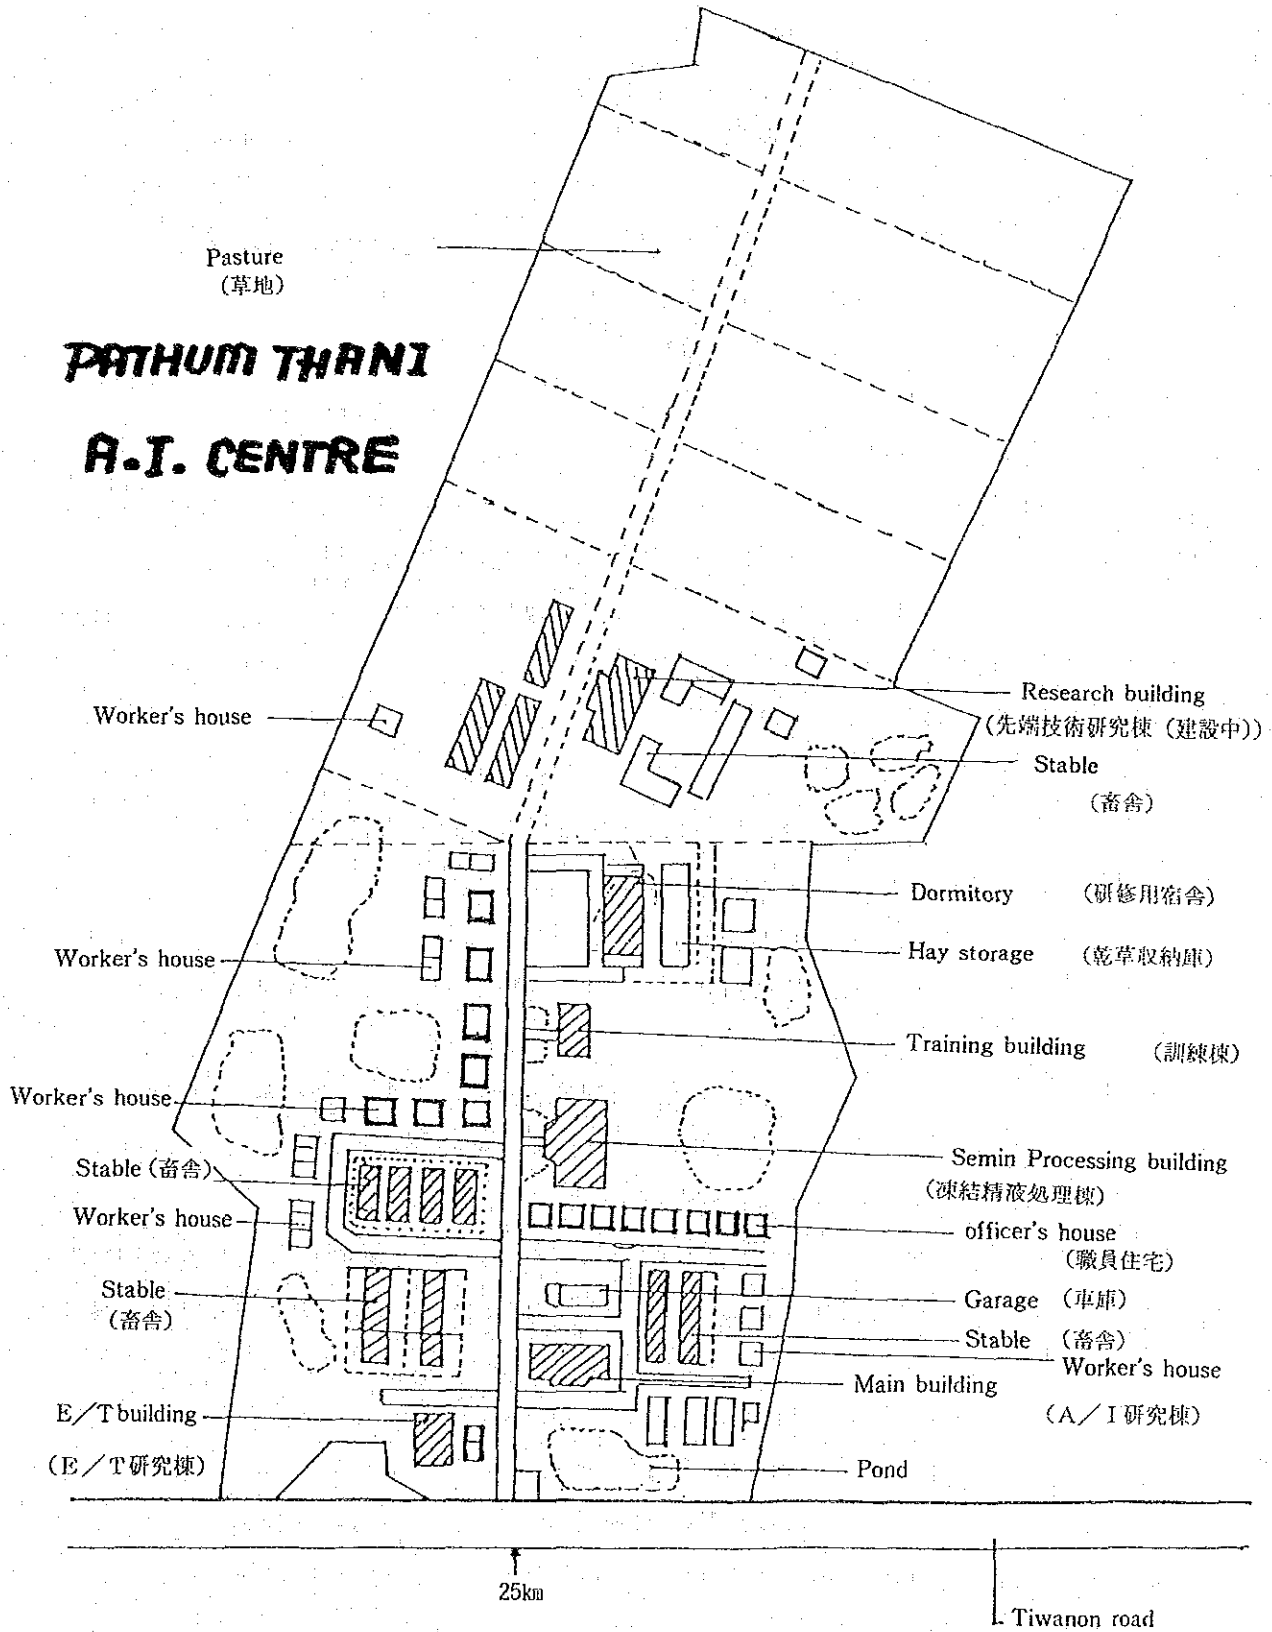 Pasture
(草地)
PATHUM THANI
A.I. CENTRE
Worker's house
Research building
(先端技術研究棟(建設中))
Stable
(畜舎)
Dormitory (研修用宿舎)
Worker's house
Hay storage (乾草収納庫)
Training building (訓練棟)
Worker's house
Stable (畜舎)
Semin Processing building
(凍結精液処理棟)
Worker's house
officer's house
(職員住宅)
Stable
(畜舎)
Garage (車庫)
Stable (畜舎)
Worker's house
Main building
(A/I研究棟)
E/T building
(E/T研究棟)
Pond
25km
Tiwanon road